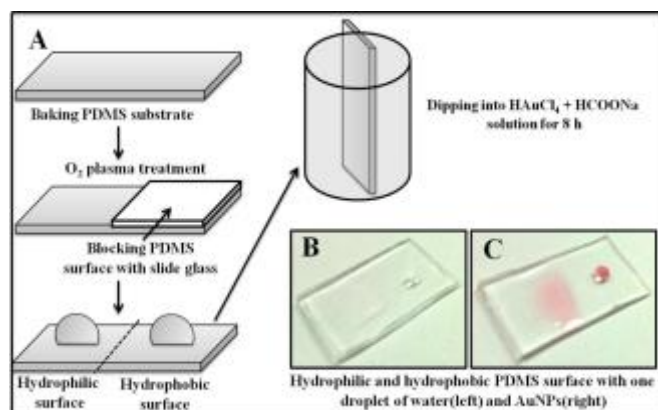 A
Baking PDMS substrate
O₂ plasma treatment
Blocking PDMS
surface with slide glass
Hydrophilic
surface
Hydrophobic
surface
Dipping into HAuCl₄ + HCOONa
solution for 8 h
B
C
Hydrophilic and hydrophobic PDMS surface with one
droplet of water(left) and AuNPs(right)